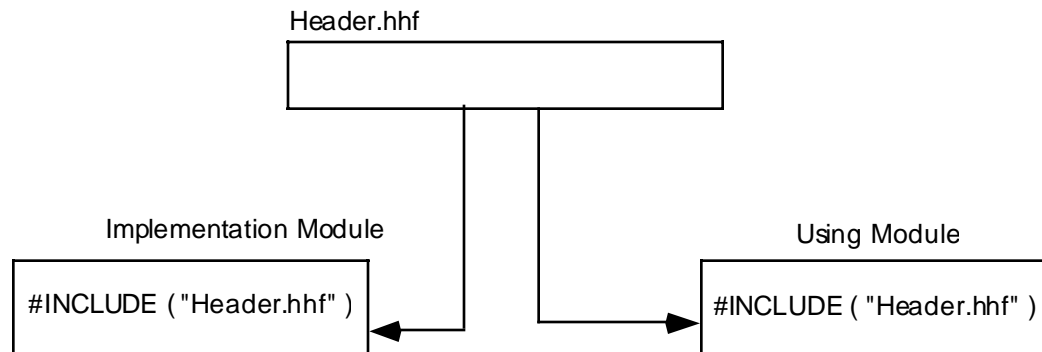 Header.hhf
Implementation Module
Using Module
#INCLUDE ( "Header.hhf" )
#INCLUDE ( "Header.hhf" )